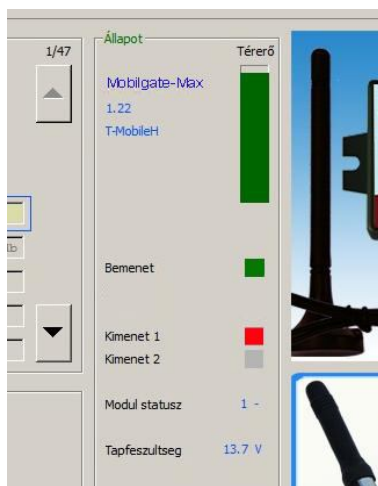 Állapot
1/47
Térerő
Mobilgate-Max
1.22
T-MobileH
lb
Bemenet
Kimenet 1
Kimenet 2
Modul statusz 1 -
Tapfeszultseg 13.7 V